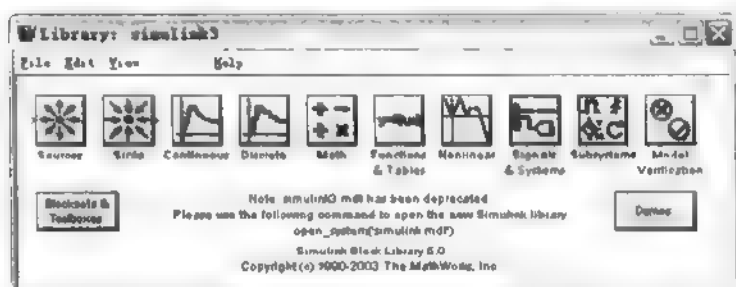 Library: simulink3
File Edit View Help
Sources Sinks Continuous Discrete Math Functions & Tables Nonlinear Signals & Systems Subsystems Model Verification
Blocksets & Toolboxes
Note simulink3 mdl has been deprecated
Please use the following command to open the new Simulink library
open_system('simulink mdl')
Demos
Simulink Block Library 6.0
Copyright (c) 1990-2003 The MathWorks, Inc